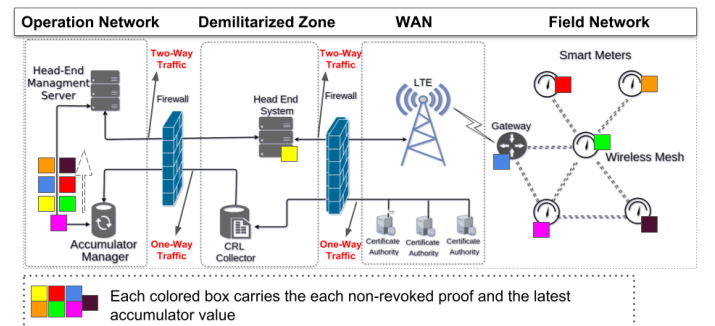 Operation Network
Demilitarized Zone
WAN
Field Network
Two-Way
Traffic
Two-Way
Traffic
Smart Meters
Head-End
Managment
Server
Firewall
Head End
System
Firewall
LTE
Gateway
Wireless Mesh
Accumulator
Manager
One-Way
Traffic
CRL
Collector
One-Way
Traffic
Certificate
Authority
Certificate
Authority
Certificate
Authority
Each colored box carries the each non-revoked proof and the latest
accumulator value